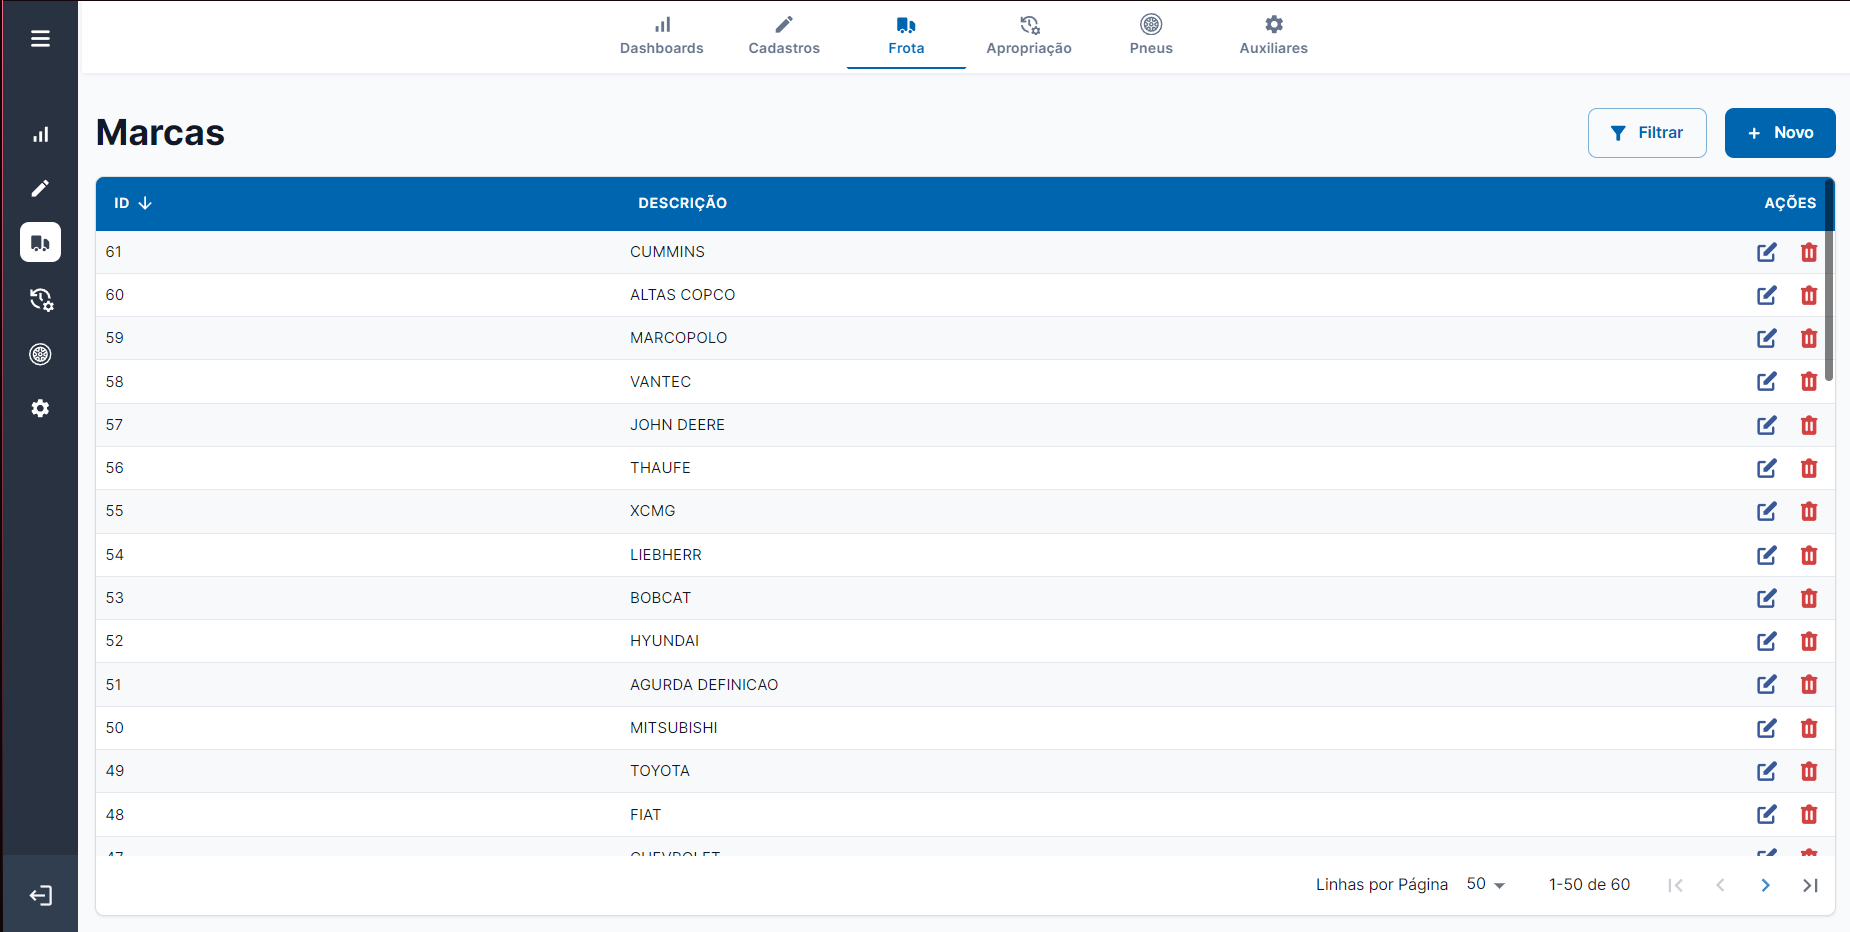 Dashboards Cadastros Frota Apropriação Pneus Auxiliares
Marcas Filtrar + Novo
ID DESCRIÇÃO AÇÕES
61 CUMMINS
60 ALTAS COPCO
59 MARCOPOLO
58 VANTEC
57 JOHN DEERE
56 THAUFE
55 XCMG
54 LIEBHERR
53 BOBCAT
52 HYUNDAI
51 AGURDA DEFINICAO
50 MITSUBISHI
49 TOYOTA
48 FIAT
47 CHEVROLET
Linhas por Página 50 1-50 de 60